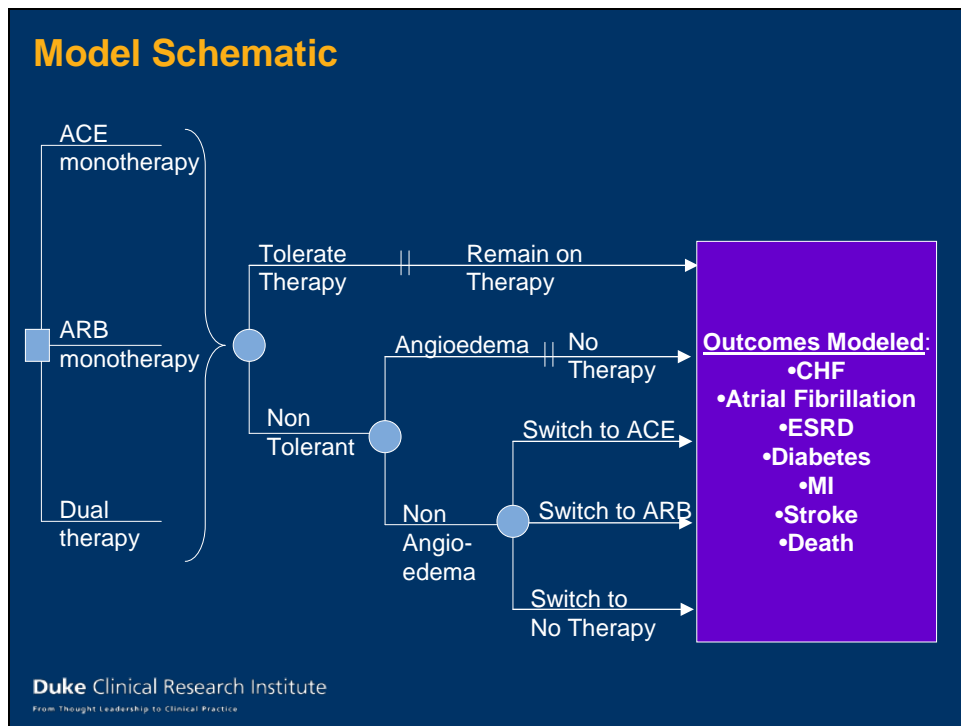 Model Schematic
ACE
monotherapy
ARB
monotherapy
Dual
therapy
Tolerate
Therapy
Remain on
Therapy
Non
Tolerant
Angioedema
No
Therapy
Non
Angio-
edema
Switch to ACE
Switch to ARB
Switch to
No Therapy
Outcomes Modeled:
•CHF
•Atrial Fibrillation
•ESRD
•Diabetes
•MI
•Stroke
•Death
Duke Clinical Research Institute
From Thought Leadership to Clinical Practice